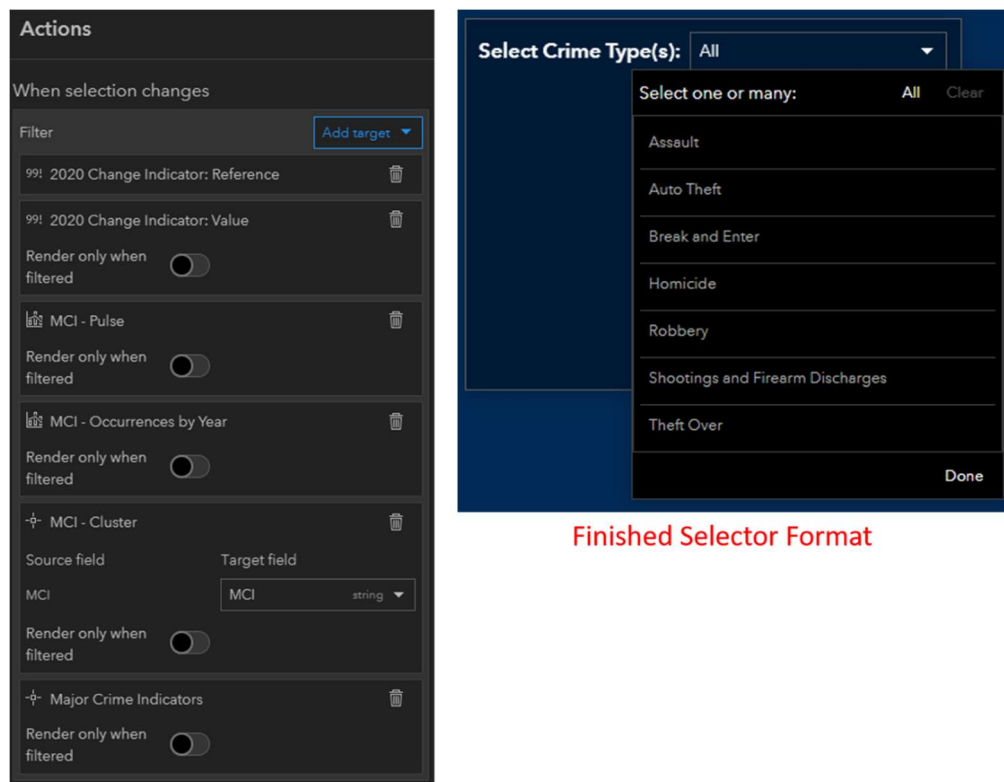 Actions
When selection changes
Filter
Add target
99! 2020 Change Indicator: Reference
99! 2020 Change Indicator: Value
Render only when
filtered
MCI - Pulse
Render only when
filtered
MCI - Occurrences by Year
Render only when
filtered
MCI - Cluster
Source field Target field
MCI MCI string
Render only when
filtered
Major Crime Indicators
Render only when
filtered
Select Crime Type(s): All
Select one or many: All Clear
Assault
Auto Theft
Break and Enter
Homicide
Robbery
Shootings and Firearm Discharges
Theft Over
Done
Finished Selector Format